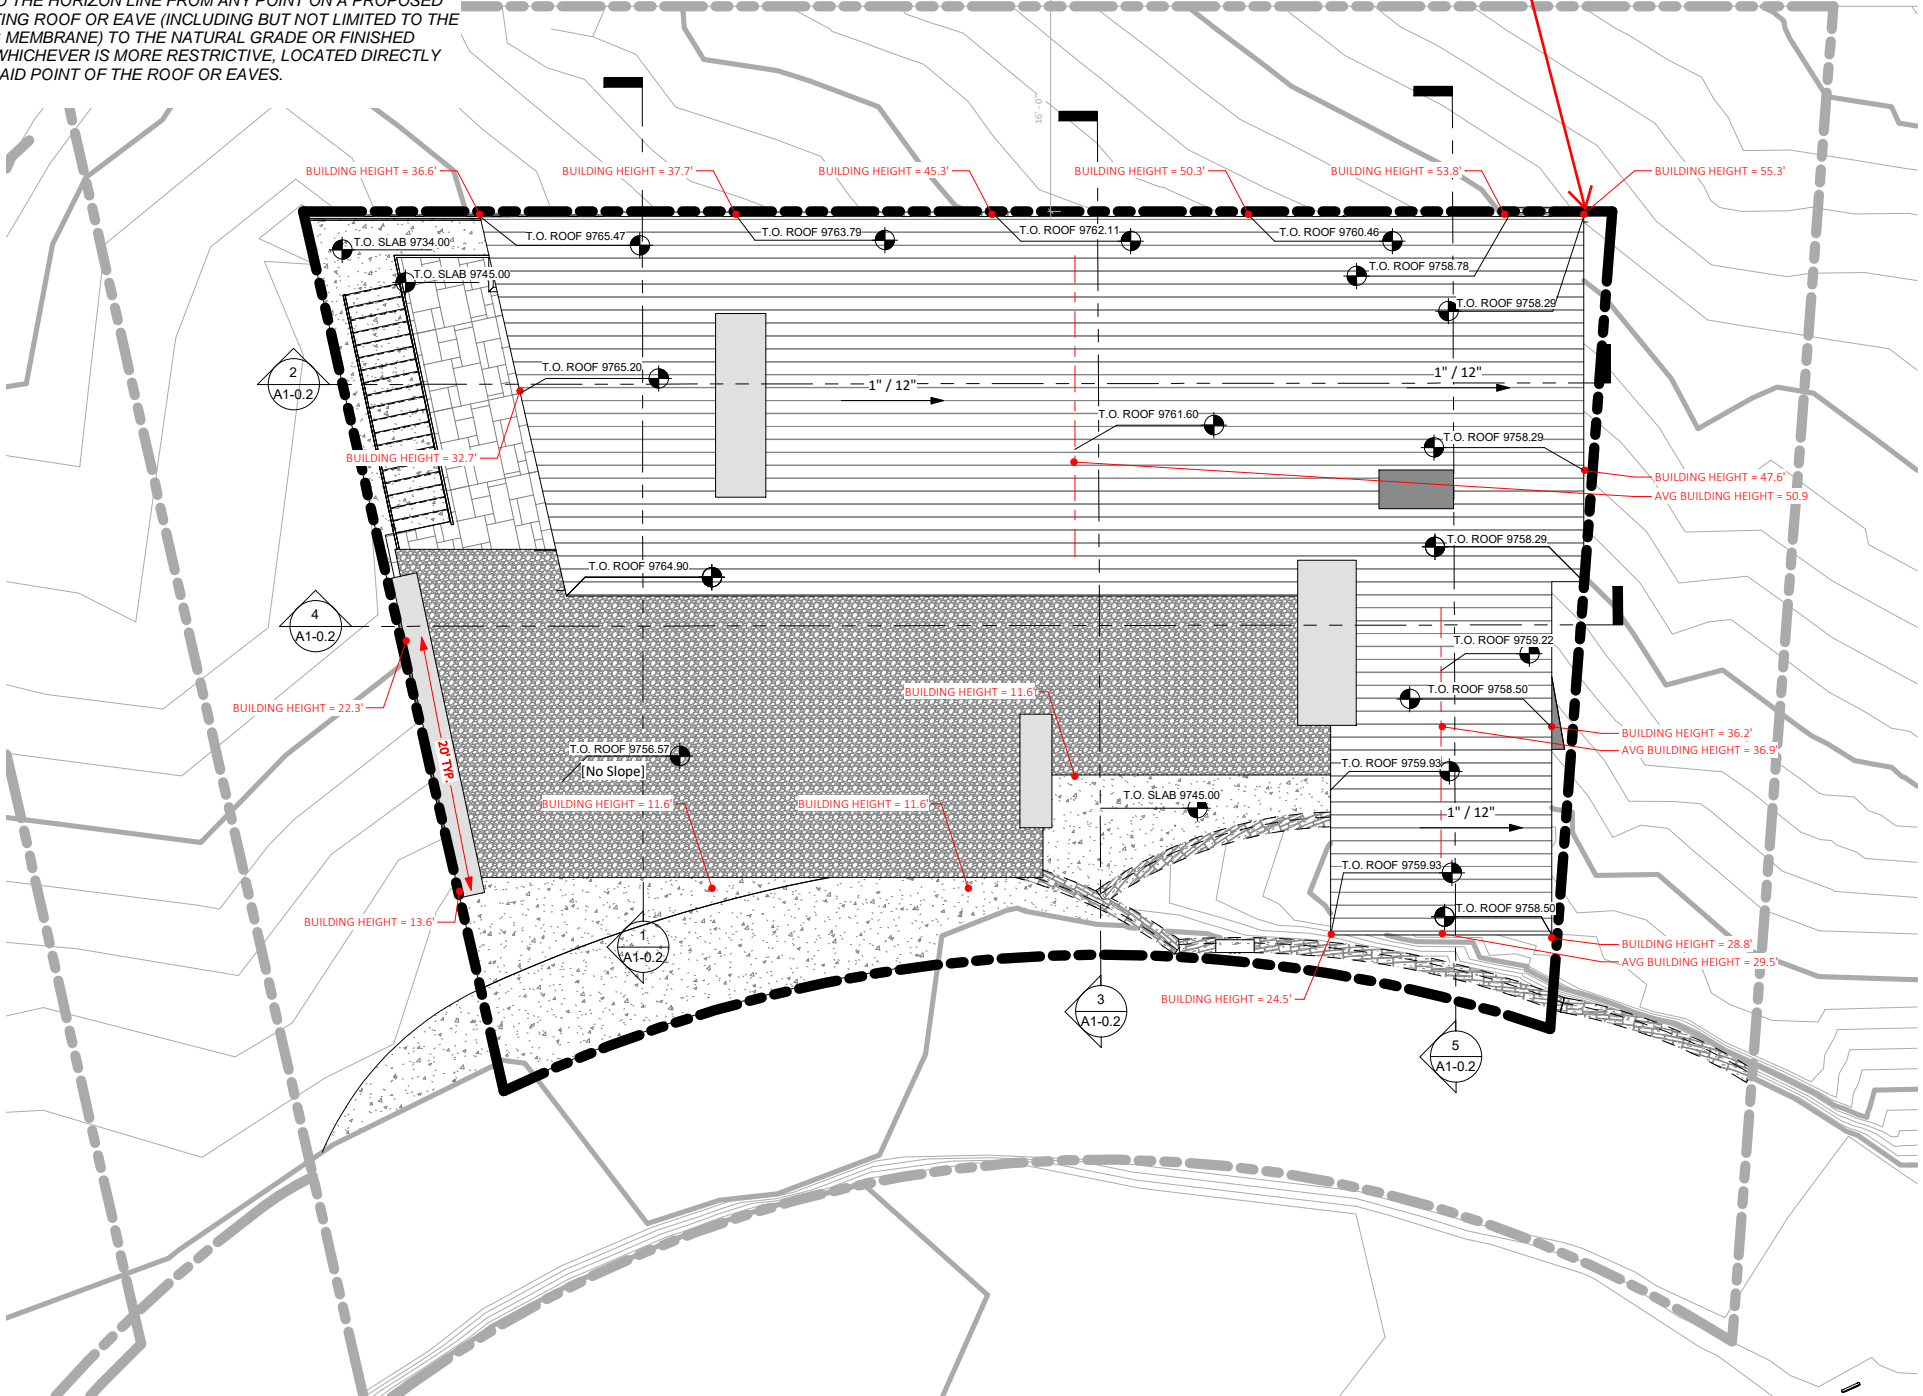 O THE HORIZON LINE FROM ANY POINT ON A PROPOSED
TING ROOF OR EAVE (INCLUDING BUT NOT LIMITED TO THE
MEMBRANE) TO THE NATURAL GRADE OR FINISHED
WHICHEVER IS MORE RESTRICTIVE, LOCATED DIRECTLY
AID POINT OF THE ROOF OR EAVES.
16' - 0"
BUILDING HEIGHT = 36.6'
BUILDING HEIGHT = 37.7'
BUILDING HEIGHT = 45.3'
BUILDING HEIGHT = 50.3'
BUILDING HEIGHT = 53.8'
BUILDING HEIGHT = 55.3'
T.O. SLAB 9734.00
T.O. ROOF 9765.47
T.O. ROOF 9763.79
T.O. ROOF 9762.11
T.O. ROOF 9760.46
T.O. ROOF 9758.78
T.O. SLAB 9745.00
T.O. ROOF 9758.29
2
A1-0.2
T.O. ROOF 9765.20
1" / 12"
1" / 12"
T.O. ROOF 9761.60
T.O. ROOF 9758.29
BUILDING HEIGHT = 32.7'
BUILDING HEIGHT = 47.6'
AVG BUILDING HEIGHT = 50.9
T.O. ROOF 9758.29
T.O. ROOF 9764.90
4
A1-0.2
T.O. ROOF 9759.22
T.O. ROOF 9758.50
BUILDING HEIGHT = 11.6'
BUILDING HEIGHT = 22.3'
BUILDING HEIGHT = 36.2'
AVG BUILDING HEIGHT = 36.9'
20' TYP.
T.O. ROOF 9756.57
[No Slope]
T.O. ROOF 9759.93
T.O. SLAB 9745.00
BUILDING HEIGHT = 11.6'
BUILDING HEIGHT = 11.6'
1" / 12"
T.O. ROOF 9759.93
T.O. ROOF 9758.50
BUILDING HEIGHT = 13.6'
1
A1-0.2
BUILDING HEIGHT = 28.8'
AVG BUILDING HEIGHT = 29.5'
BUILDING HEIGHT = 24.5'
3
A1-0.2
5
A1-0.2